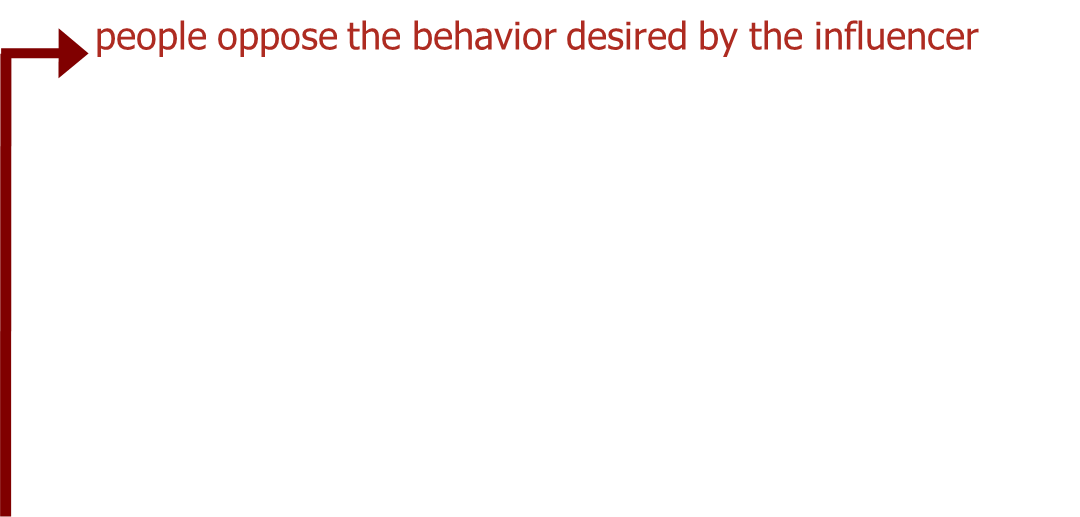 people oppose the behavior desired by the influencer